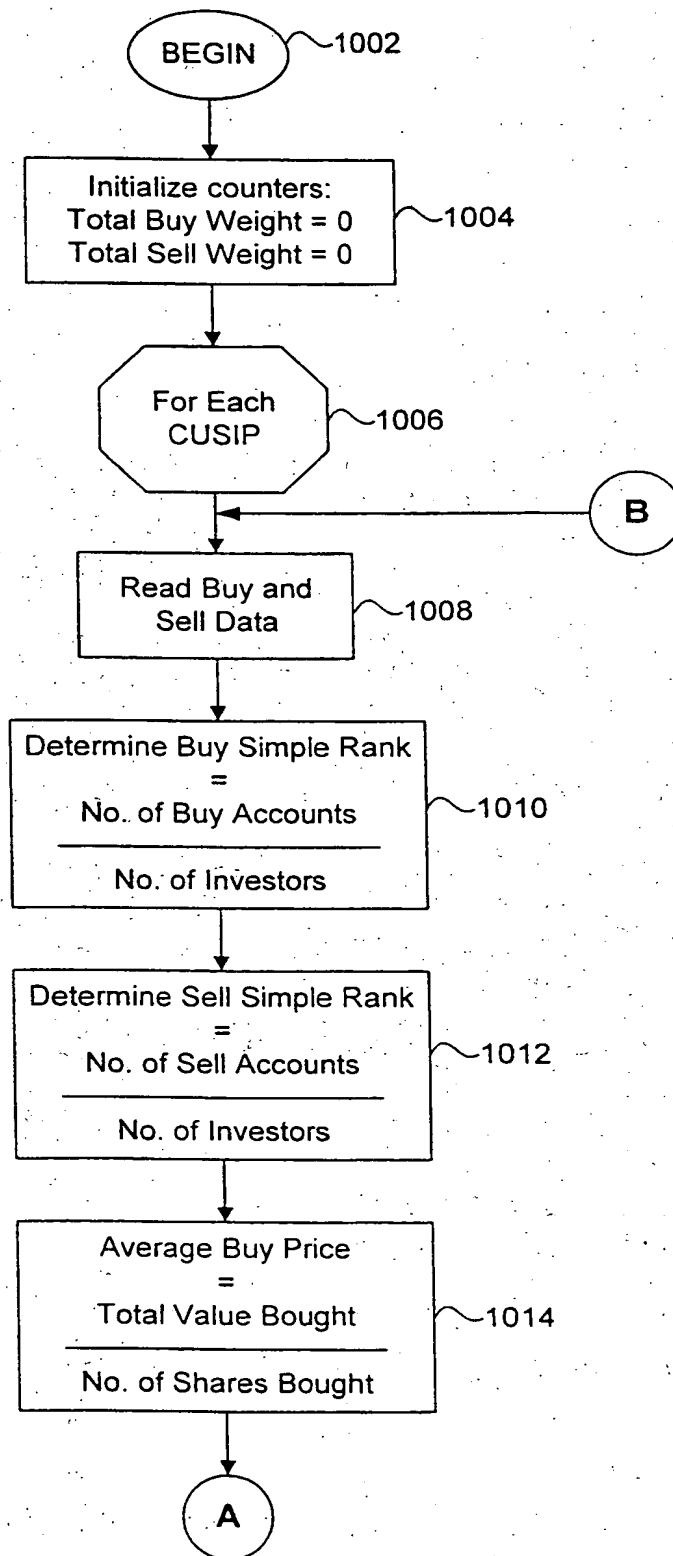 BEGIN
1002
Initialize counters:
Total Buy Weight = 0
Total Sell Weight = 0
1004
For Each
CUSIP
1006
B
Read Buy and
Sell Data
1008
Determine Buy Simple Rank
=
No. of Buy Accounts
No. of Investors
1010
Determine Sell Simple Rank
=
No. of Sell Accounts
No. of Investors
1012
Average Buy Price
=
Total Value Bought
No. of Shares Bought
1014
A